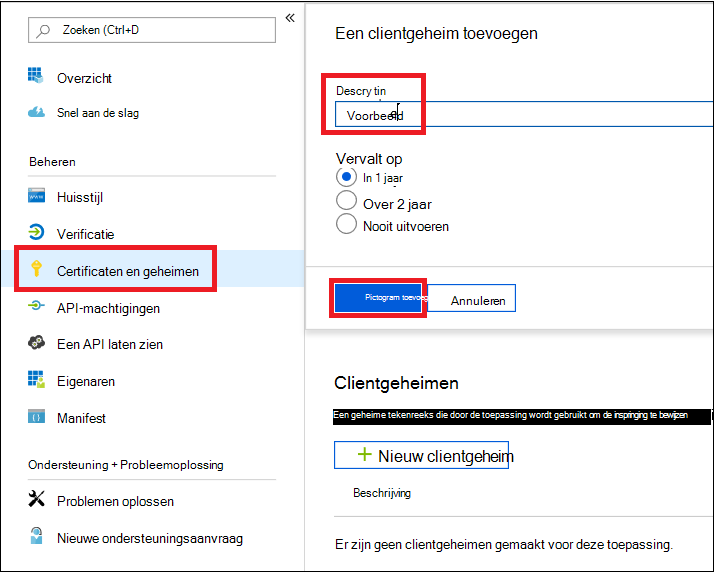 Zoeken (Ctrl+D
Overzicht
Snel aan de slag
Beheren
Huisstijl
Verificatie
Certificaten en geheimen
API-machtigingen
Een API laten zien
Eigenaren
Manifest
Ondersteuning + Probleemoplossing
Problemen oplossen
Nieuwe ondersteuningsaanvraag
Een clientgeheim toevoegen
Descry tin
Voorbeeld
Vervalt op
In 1 jaar
Over 2 jaar
Nooit uitvoeren
Pictogram toevoeg
Annuleren
Clientgeheimen
Een geheime tekenreeks die door de toepassing wordt gebruikt om de inspringing te bewijzen
Nieuw clientgeheim
Beschrijving
Er zijn geen clientgeheimen gemaakt voor deze toepassing.